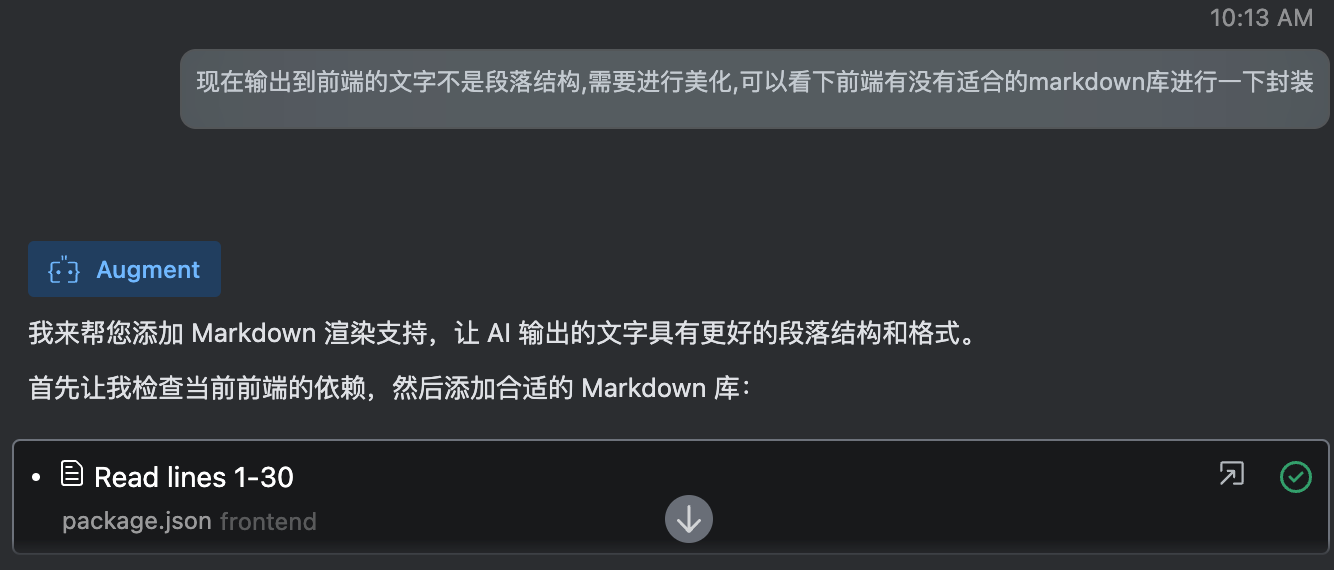 10:13 AM
现在输出到前端的文字不是段落结构,需要进行美化,可以看下前端有没有适合的markdown库进行一下封装
Augment
我来帮您添加 Markdown 渲染支持，让 AI 输出的文字具有更好的段落结构和格式。
首先让我检查当前前端的依赖，然后添加合适的 Markdown 库：
• Read lines 1-30
package.json frontend